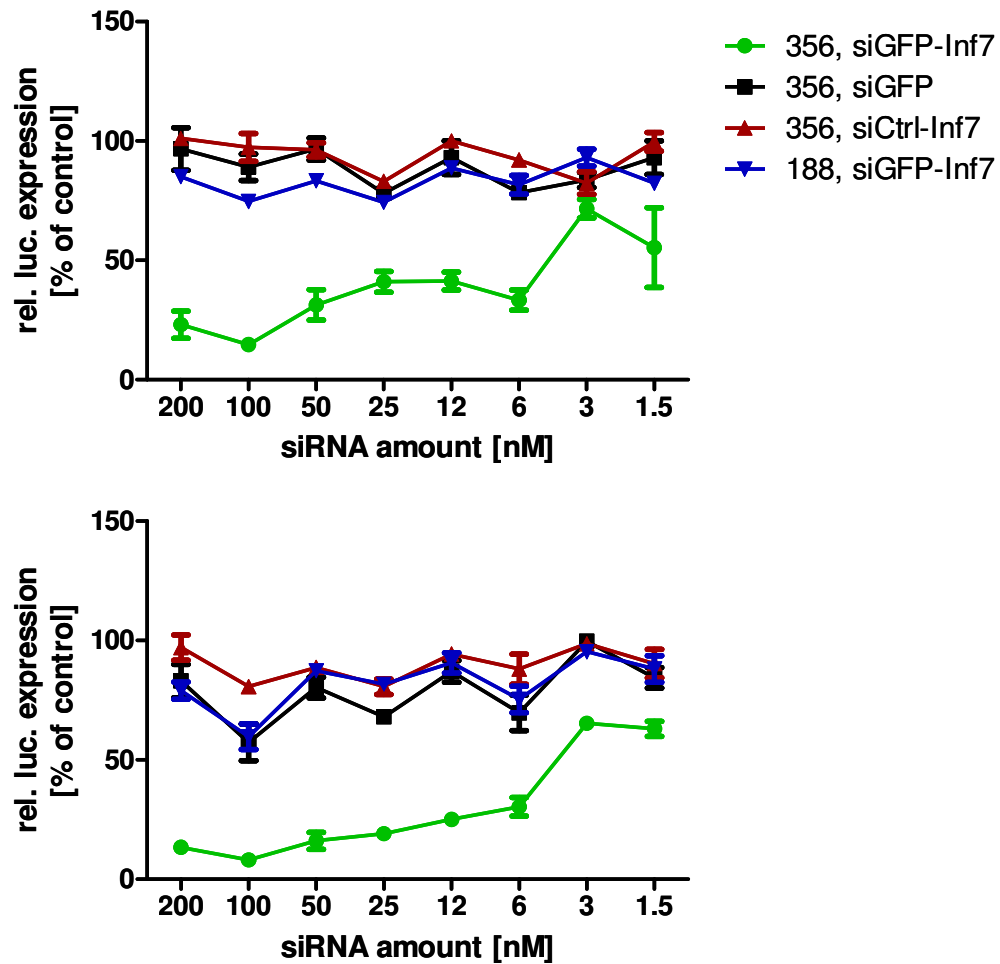 150
100
50
0
rel. luc. expression
[% of control]
200 100 50 25 12 6 3 1.5
siRNA amount [nM]
356, siGFP-Inf7
356, siGFP
356, siCtrl-Inf7
188, siGFP-Inf7
150
100
50
0
rel. luc. expression
[% of control]
200 100 50 25 12 6 3 1.5
siRNA amount [nM]